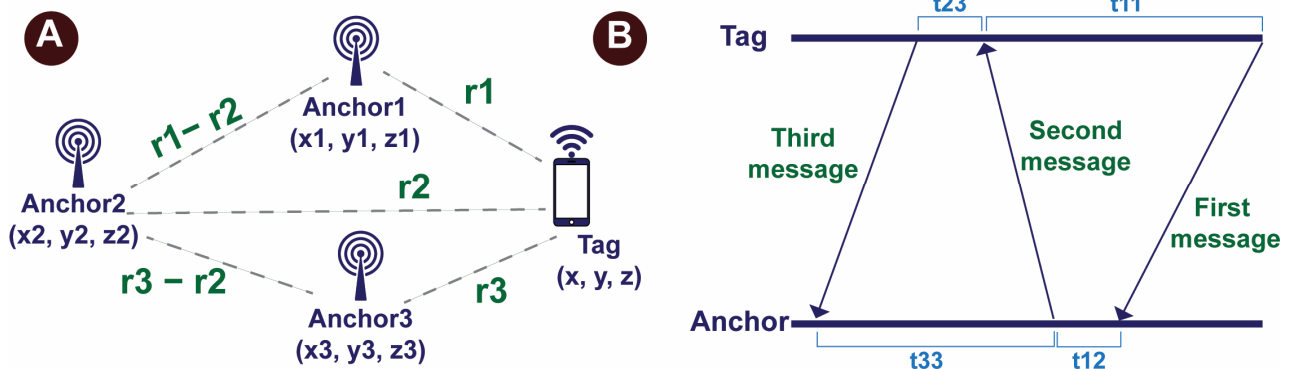 A
Anchor1
(x1, y1, z1)
r1− r2
r1
Anchor2
(x2, y2, z2)
r2
r3 − r2
Anchor3
(x3, y3, z3)
r3
Tag
(x, y, z)
B
t23
t11
Tag
Third
message
Second
message
First
message
Anchor
t33
t12